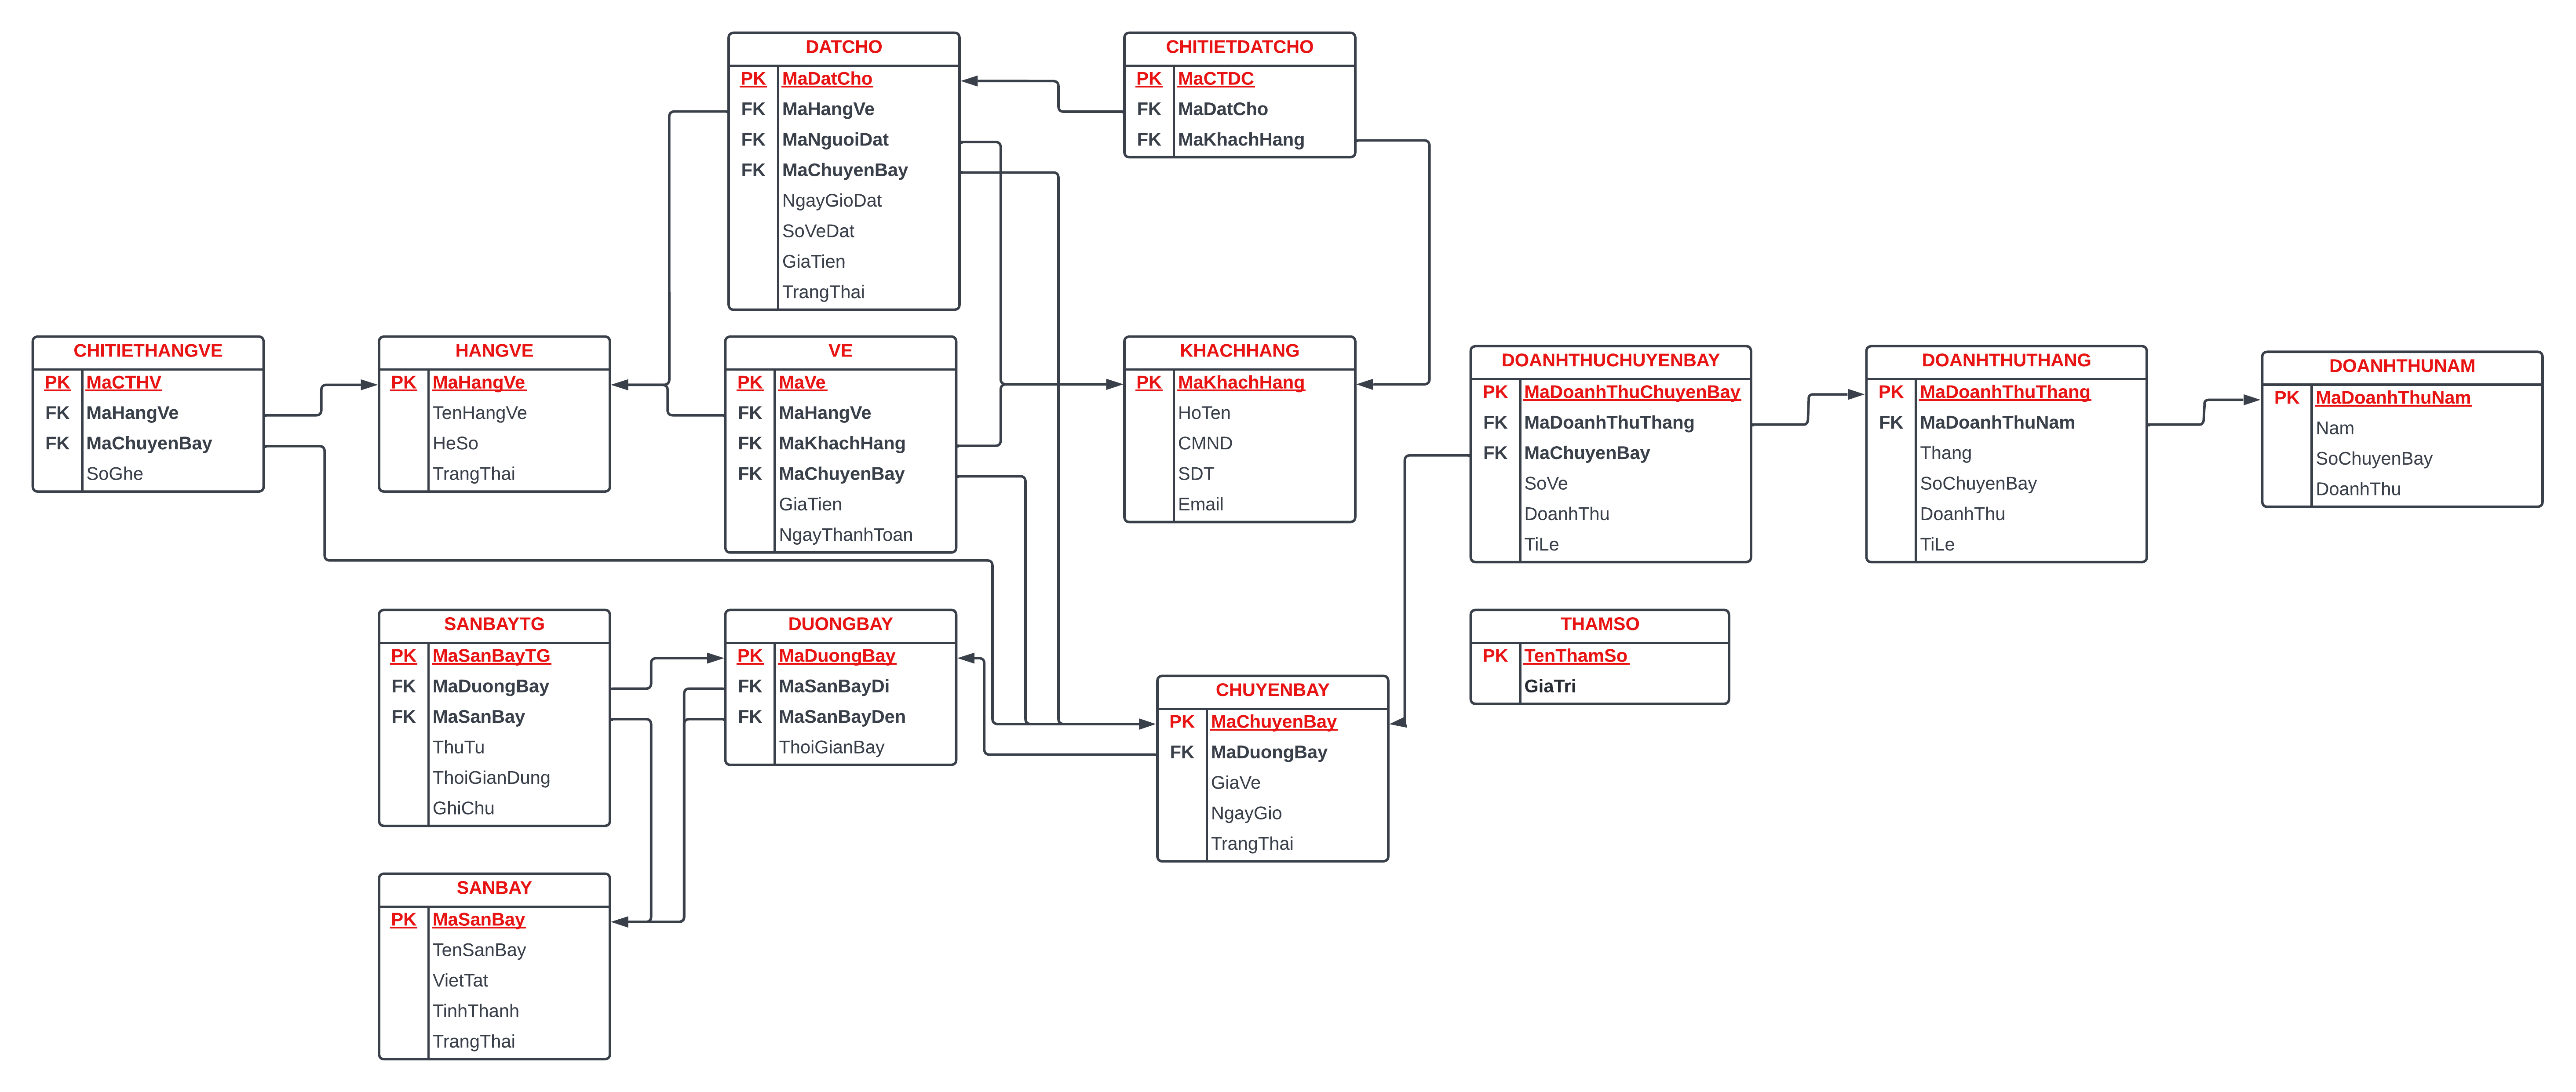 DATCHO
PK MaDatCho
FK MaHangVe
FK MaNguoiDat
FK MaChuyenBay
NgayGioDat
SoVeDat
GiaTien
TrangThai
CHITIETDATCHO
PK MaCTDC
FK MaDatCho
FK MaKhachHang
CHITIETHANGVE
PK MaCTHV
FK MaHangVe
FK MaChuyenBay
SoGhe
HANGVE
PK MaHangVe
TenHangVe
HeSo
TrangThai
VE
PK MaVe
FK MaHangVe
FK MaKhachHang
FK MaChuyenBay
GiaTien
NgayThanhToan
KHACHHANG
PK MaKhachHang
HoTen
CMND
SDT
Email
DOANHTHUCHUYENBAY
PK MaDoanhThuChuyenBay
FK MaDoanhThuThang
FK MaChuyenBay
SoVe
DoanhThu
TiLe
DOANHTHUTHANG
PK MaDoanhThuThang
FK MaDoanhThuNam
Thang
SoChuyenBay
DoanhThu
TiLe
DOANHTHUNAM
PK MaDoanhThuNam
Nam
SoChuyenBay
DoanhThu
SANBAYTG
PK MaSanBayTG
FK MaDuongBay
FK MaSanBay
ThuTu
ThoiGianDung
GhiChu
DUONGBAY
PK MaDuongBay
FK MaSanBayDi
FK MaSanBayDen
ThoiGianBay
CHUYENBAY
PK MaChuyenBay
FK MaDuongBay
GiaVe
NgayGio
TrangThai
THAMSO
PK TenThamSo
GiaTri
SANBAY
PK MaSanBay
TenSanBay
VietTat
TinhThanh
TrangThai